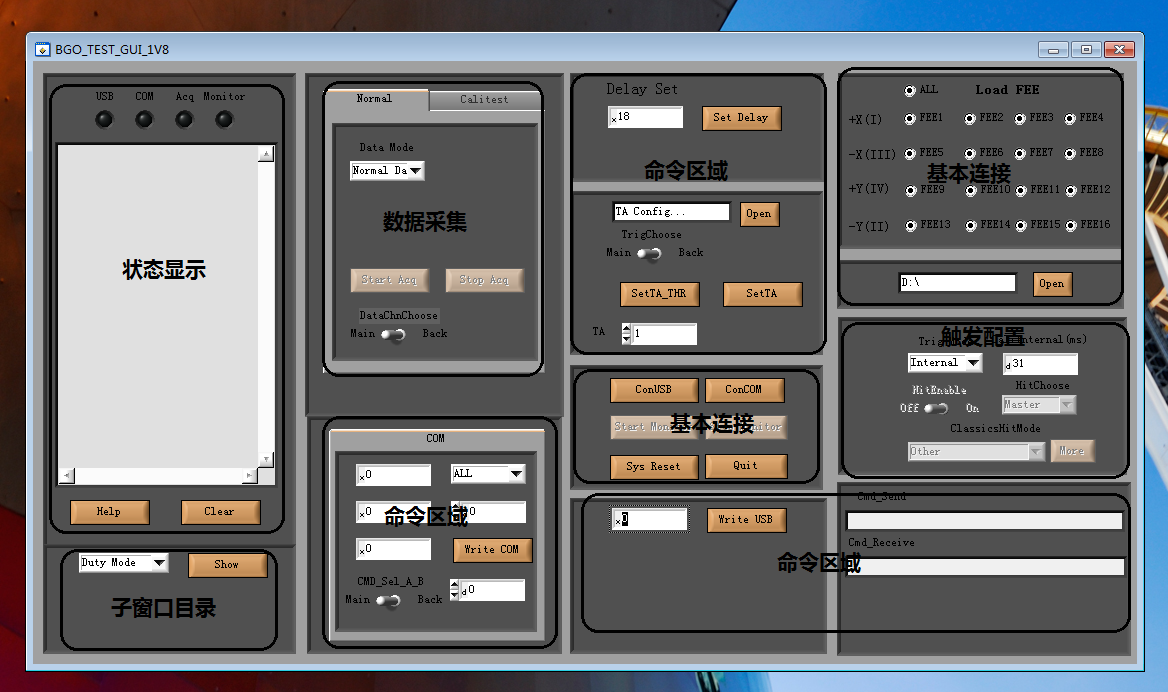 BGO_TEST_GUI_1V8
USB COM Acq Monitor
状态显示
Help Clear
Duty Mode Show
子窗口目录
Normal Calitest
Data Mode
Normal Da
数据采集
Start Acq Stop Acq
DataChnChoose
Main Back
COM
x0 ALL
x0 0
命令区域
x0 Write COM
CMD_Sel_A_B
Main Back d0
Delay Set
x18 Set Delay
命令区域
TA Config... Open
TrigChoose
Main Back
SetTA_THR SetTA
TA 1
ConUSB ConCOM
Start
基本连接
Sys Reset Quit
x0 Write USB
命令区域
ALL Load FEE
+X(I) FEE1 FEE2 FEE3 FEE4
-X(III) FEE5 FEE6 FEE7 FEE8
基本连接
+Y(IV) FEE9 FEE10 FEE11 FEE12
-Y(II) FEE13 FEE14 FEE15 FEE16
D:\ Open
触发配置
Internal(ms)
Internal d31
HitEnable HitChoose
Off On Master
ClassicsHitMode
Other More
Cmd_Send
Cmd_Receive